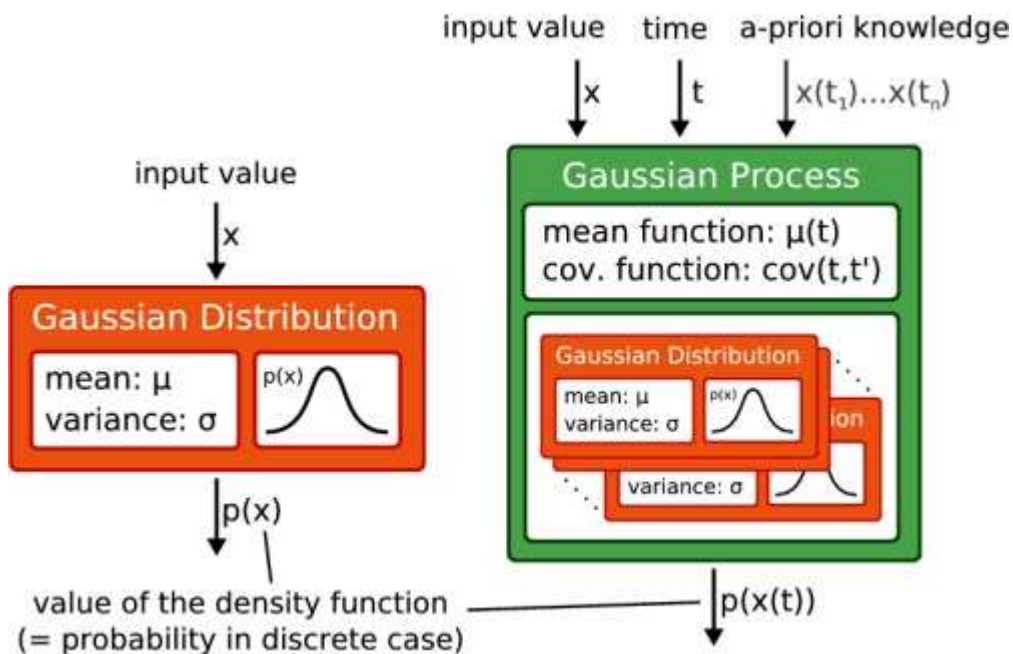 input value
x
Gaussian Distribution
mean: μ
variance: σ
p(x)
p(x)
value of the density function
(= probability in discrete case)
input value time a-priori knowledge
x t x(t₁)...x(tₙ)
Gaussian Process
mean function: μ(t)
cov. function: cov(t,t')
Gaussian Distribution
mean: μ
variance: σ
p(x)
ion
variance: σ
p(x(t))